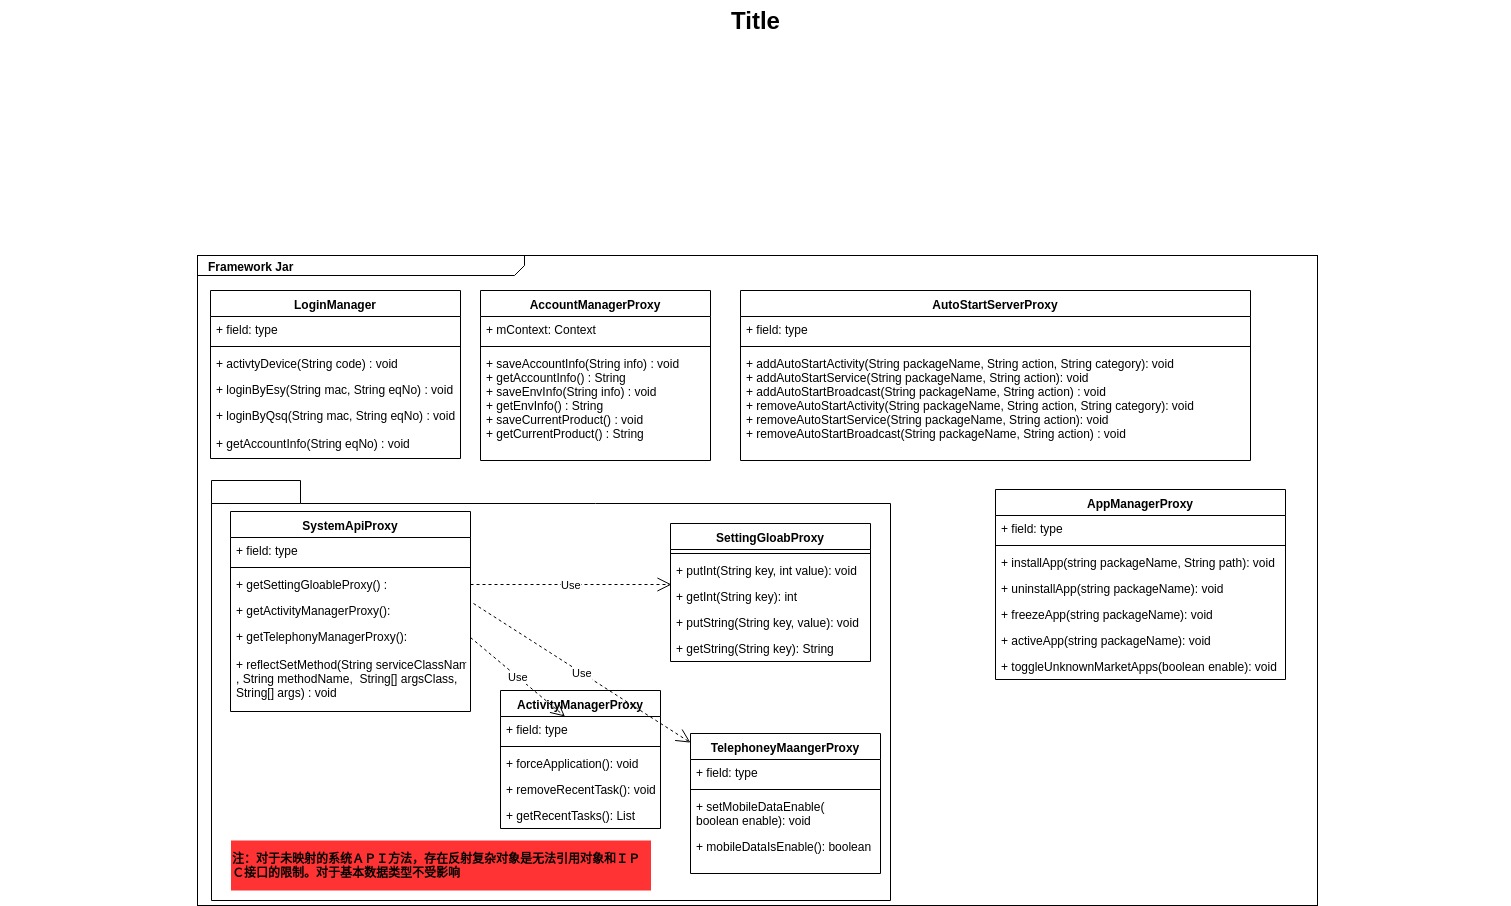 Title
Framework Jar
LoginManager
+ field: type
+ activtyDevice(String code) : void
+ loginByEsy(String mac, String eqNo) : void
+ loginByQsq(String mac, String eqNo) : void
+ getAccountInfo(String eqNo) : void
AccountManagerProxy
+ mContext: Context
+ saveAccountInfo(String info) : void
+ getAccountInfo() : String
+ saveEnvInfo(String info) : void
+ getEnvInfo() : String
+ saveCurrentProduct() : void
+ getCurrentProduct() : String
AutoStartServerProxy
+ field: type
+ addAutoStartActivity(String packageName, String action, String category): void
+ addAutoStartService(String packageName, String action): void
+ addAutoStartBroadcast(String packageName, String action) : void
+ removeAutoStartActivity(String packageName, String action, String category): void
+ removeAutoStartService(String packageName, String action): void
+ removeAutoStartBroadcast(String packageName, String action) : void
SystemApiProxy
+ field: type
+ getSettingGloableProxy() :
+ getActivityManagerProxy():
+ getTelephonyManagerProxy():
+ reflectSetMethod(String serviceClassNam
, String methodName,  String[] argsClass,
String[] args) : void
Use
Use
Use
SettingGloabProxy
+ putInt(String key, int value): void
+ getInt(String key): int
+ putString(String key, value): void
+ getString(String key): String
AppManagerProxy
+ field: type
+ installApp(string packageName, String path): void
+ uninstallApp(string packageName): void
+ freezeApp(string packageName): void
+ activeApp(string packageName): void
+ toggleUnknownMarketApps(boolean enable): void
ActivityManagerProxy
+ field: type
+ forceApplication(): void
+ removeRecentTask(): void
+ getRecentTasks(): List
TelephoneyMaangerProxy
+ field: type
+ setMobileDataEnable(
boolean enable): void
+ mobileDataIsEnable(): boolean
注：对于未映射的系统ＡＰＩ方法，存在反射复杂对象是无法引用对象和ＩＰ
Ｃ接口的限制。对于基本数据类型不受影响